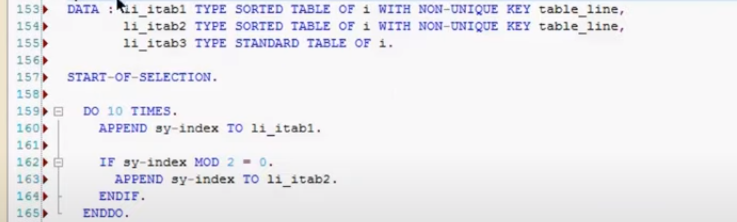 153 DATA : li_itab1 TYPE SORTED TABLE OF i WITH NON-UNIQUE KEY table_line,
154 li_itab2 TYPE SORTED TABLE OF i WITH NON-UNIQUE KEY table_line,
155 li_itab3 TYPE STANDARD TABLE OF i.
156
157 START-OF-SELECTION.
158
159 DO 10 TIMES.
160 APPEND sy-index TO li_itab1.
161
162 IF sy-index MOD 2 = 0.
163 APPEND sy-index TO li_itab2.
164 ENDIF.
165 ENDDO.